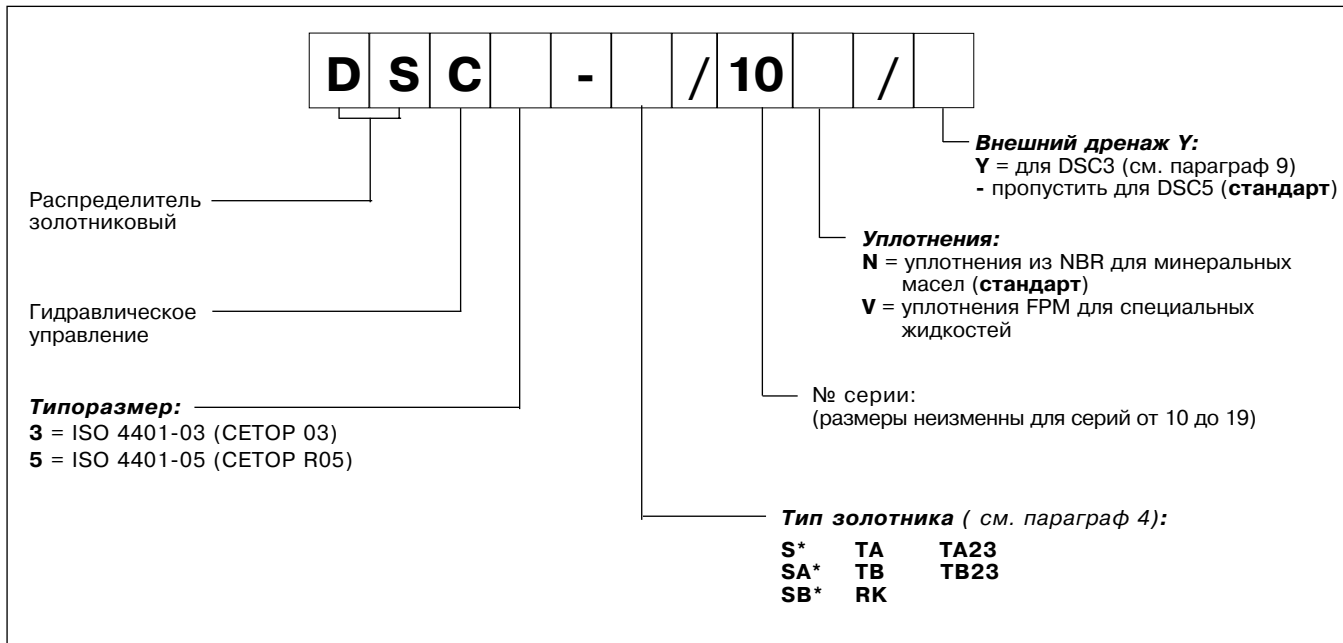 D S C - / 10 /
Внешний дренаж Y:
Y = для DSC3 (см. параграф 9)
- пропустить для DSC5 (стандарт)
Распределитель
золотниковый
Уплотнения:
N = уплотнения из NBR для минеральных
масел (стандарт)
V = уплотнения FPM для специальных
жидкостей
Гидравлическое
управление
№ серии:
(размеры неизменны для серий от 10 до 19)
Типоразмер:
3 = ISO 4401-03 (CETOP 03)
5 = ISO 4401-05 (CETOP R05)
Тип золотника ( см. параграф 4):
S* TA TA23
SA* TB TB23
SB* RK